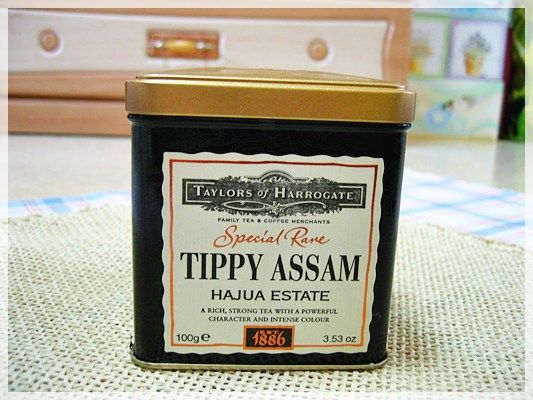 TAYLORS of HARROGATE
FAMILY TEA & COFFEE MERCHANTS
Special Rare
TIPPY ASSAM
HAJUA ESTATE
A RICH, STRONG TEA WITH A POWERFUL
CHARACTER AND INTENSE COLOUR
100g e EST. 1886 3.53 oz